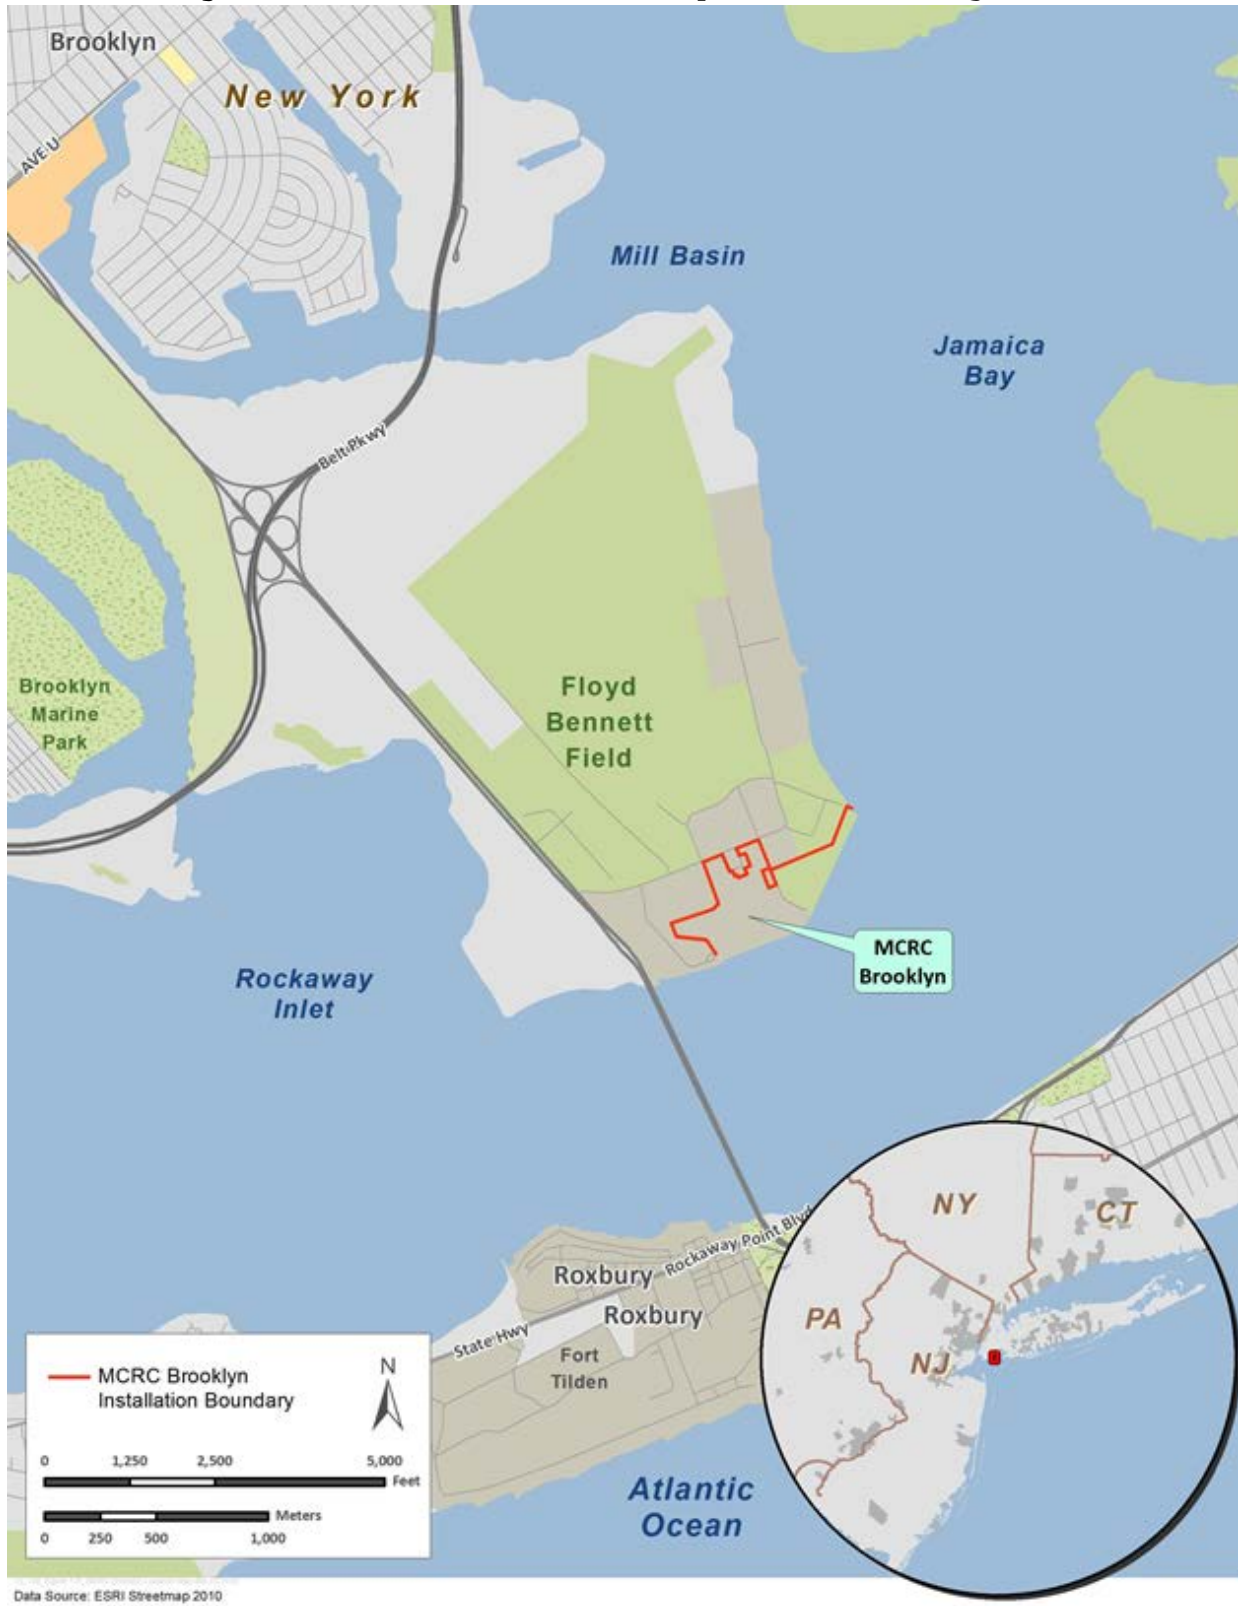 Brooklyn
New York
AVE U
Mill Basin
Jamaica
Bay
Belt Pkwy
Floyd
Bennett
Field
Brooklyn
Marine
Park
MCRC
Brooklyn
Rockaway
Inlet
NY
CT
PA
NJ
Rockaway Point Blvd
Roxbury
Roxbury
State Hwy
Fort
Tilden
Atlantic
Ocean
MCRC Brooklyn
Installation Boundary
N
0 1,250 2,500 5,000
Feet
Meters
0 250 500 1,000
Data Source: ESRI Streetmap 2010